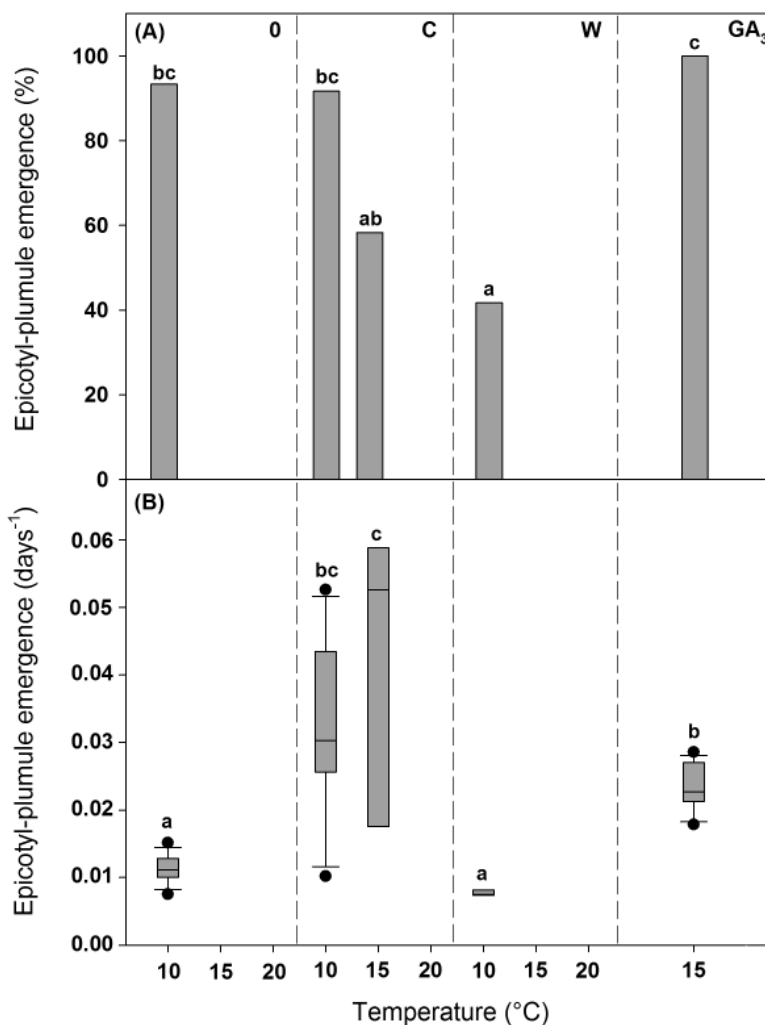 (A) 0 C W GA3
Epicotyl-plumule emergence (%)
100
80
60
40
20
0
bc bc ab a c
(B)
Epicotyl-plumule emergence (days-1)
0.06
0.05
0.04
0.03
0.02
0.01
0.00
a bc c a b
10 15 20 10 15 20 10 15 20 15
Temperature (°C)